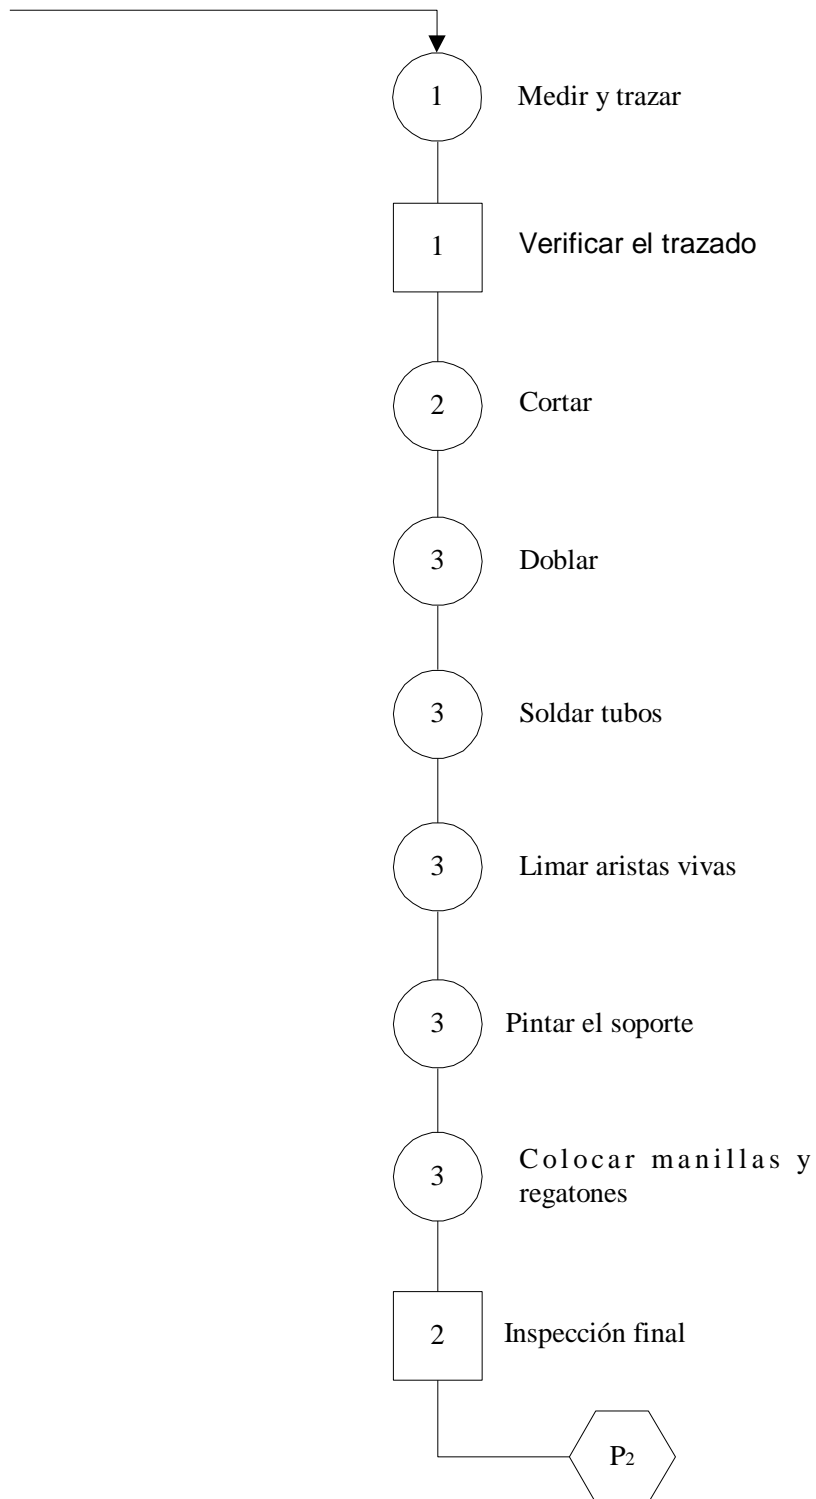 1 Medir y trazar
1 Verificar el trazado
2 Cortar
3 Doblar
3 Soldar tubos
3 Limar aristas vivas
3 Pintar el soporte
3 Colocar manillas y
regatones
2 Inspección final
P2